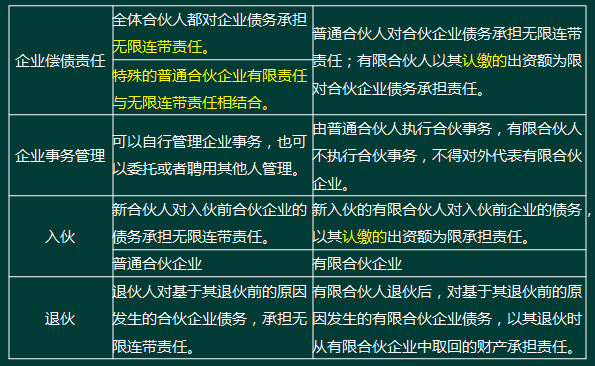 企业偿债责任
全体合伙人都对企业债务承担
无限连带责任。
特殊的普通合伙企业有限责任
与无限连带责任相结合。
普通合伙人对合伙企业债务承担无限连带
责任；有限合伙人以其认缴的出资额为限
对合伙企业债务承担责任。
企业事务管理
可以自行管理企业事务，也可
以委托或者聘用其他人管理。
由普通合伙人执行合伙事务，有限合伙人
不执行合伙事务，不得对外代表有限合伙
企业。
入伙
新合伙人对入伙前合伙企业的
债务承担无限连带责任。
新入伙的有限合伙人对入伙前企业的债务，
以其认缴的出资额为限承担责任。
普通合伙企业
有限合伙企业
退伙
退伙人对基于其退伙前的原因
发生的合伙企业债务，承担无
限连带责任。
有限合伙人退伙后，对基于其退伙前的原
因发生的有限合伙企业债务，以其退伙时
从有限合伙企业中取回的财产承担责任。